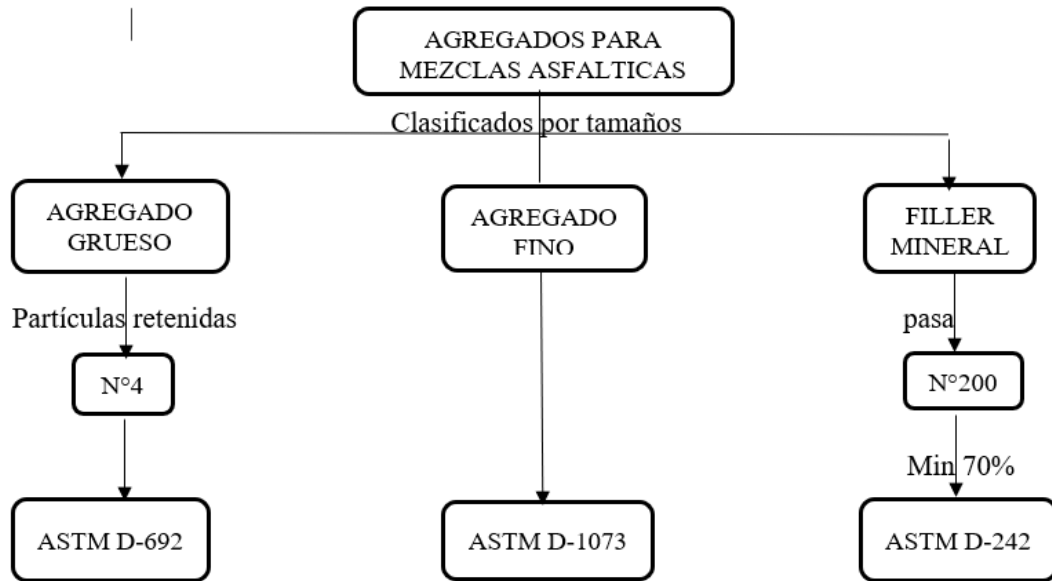 AGREGADOS PARA
MEZCLAS ASFALTICAS
Clasificados por tamaños
AGREGADO
GRUESO
AGREGADO
FINO
FILLER
MINERAL
Partículas retenidas
pasa
N°4
N°200
Min 70%
ASTM D-692
ASTM D-1073
ASTM D-242